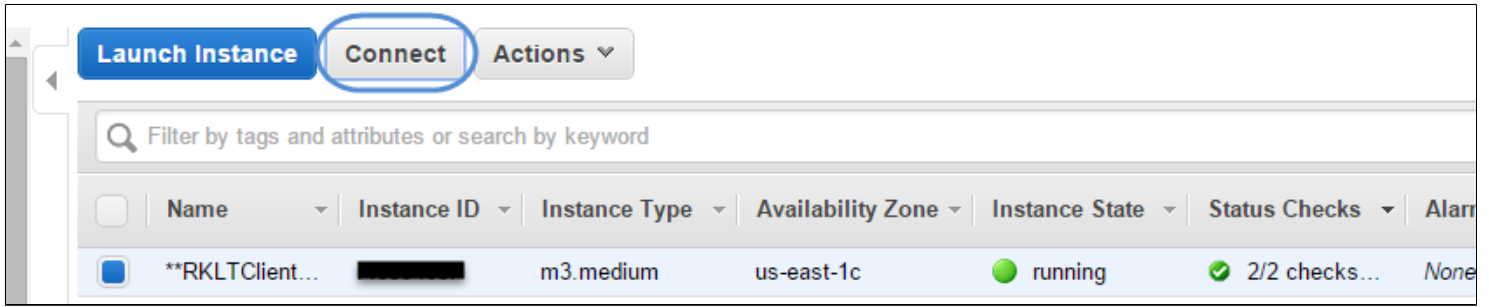 Launch Instance Connect Actions
Filter by tags and attributes or search by keyword
Name Instance ID Instance Type Availability Zone Instance State Status Checks Alarm
**RKLTClient... m3.medium us-east-1c running 2/2 checks... None